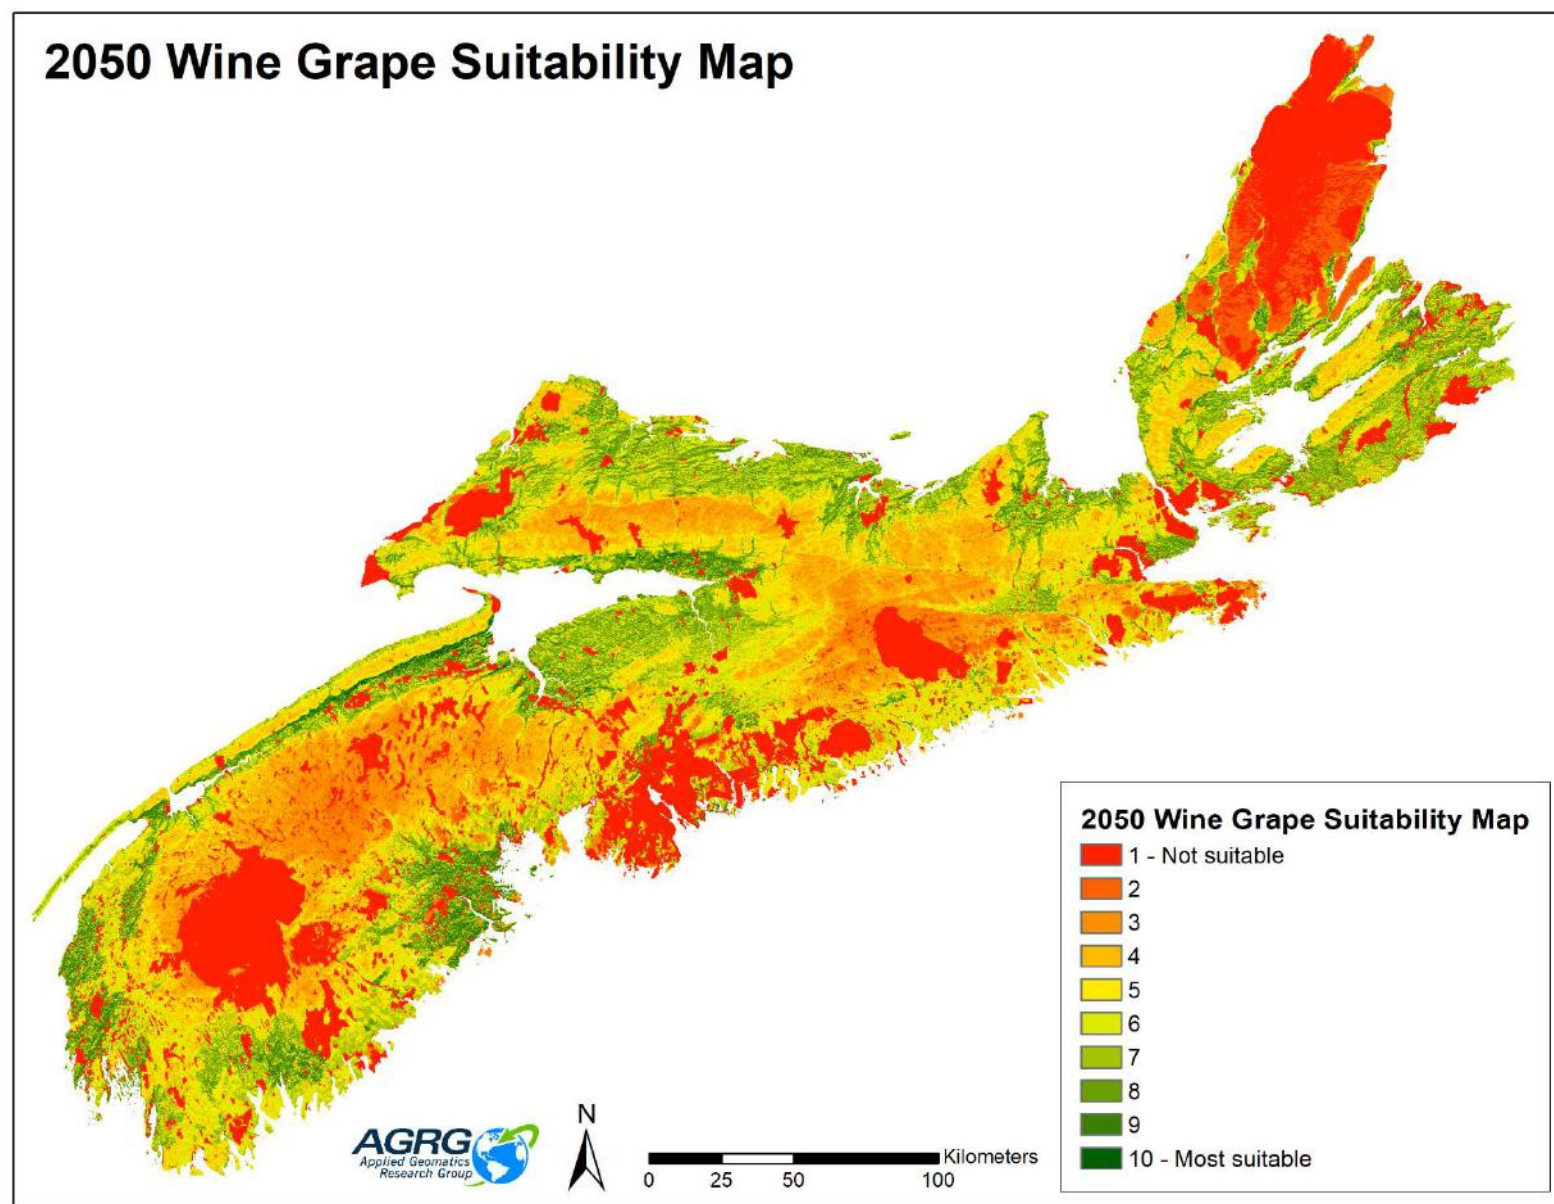 2050 Wine Grape Suitability Map
2050 Wine Grape Suitability Map
1 - Not suitable
2
3
4
5
6
7
8
9
10 - Most suitable
AGRG
Applied Geomatics
Research Group
N
Kilometers
0 25 50 100